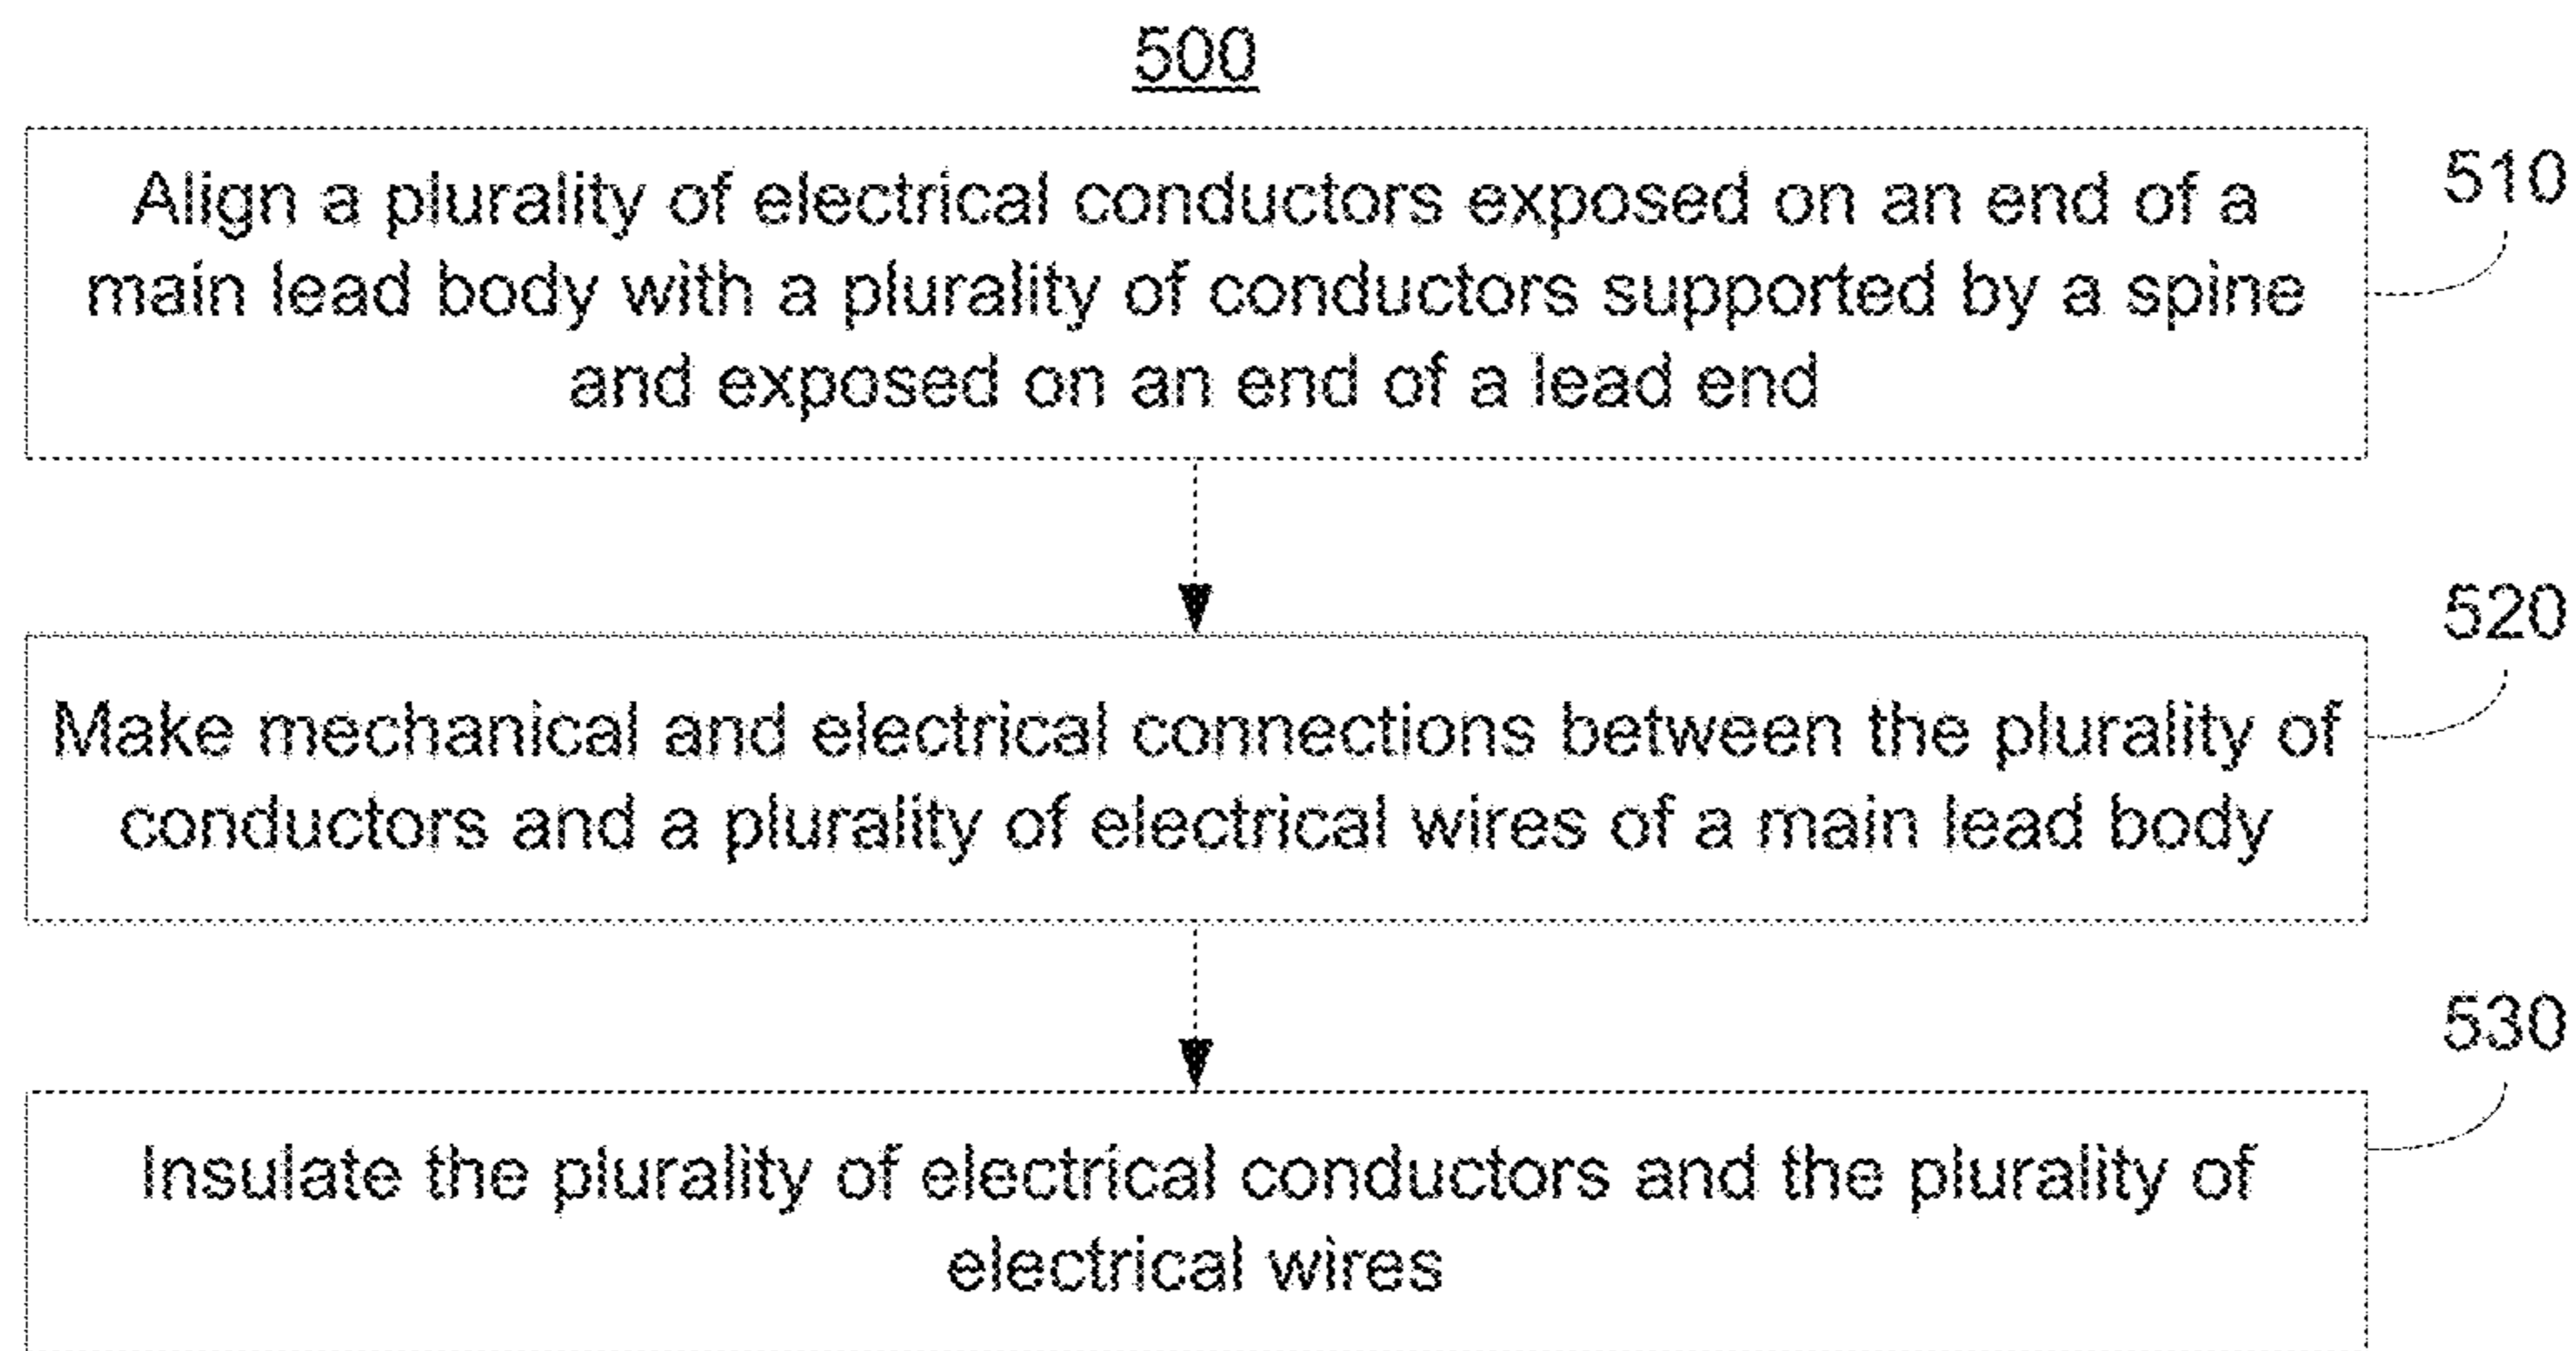 500
Align a plurality of electrical conductors exposed on an end of a
main lead body with a plurality of conductors supported by a spine
and exposed on an end of a lead end
510
Make mechanical and electrical connections between the plurality of
conductors and a plurality of electrical wires of a main lead body
520
Insulate the plurality of electrical conductors and the plurality of
electrical wires
530